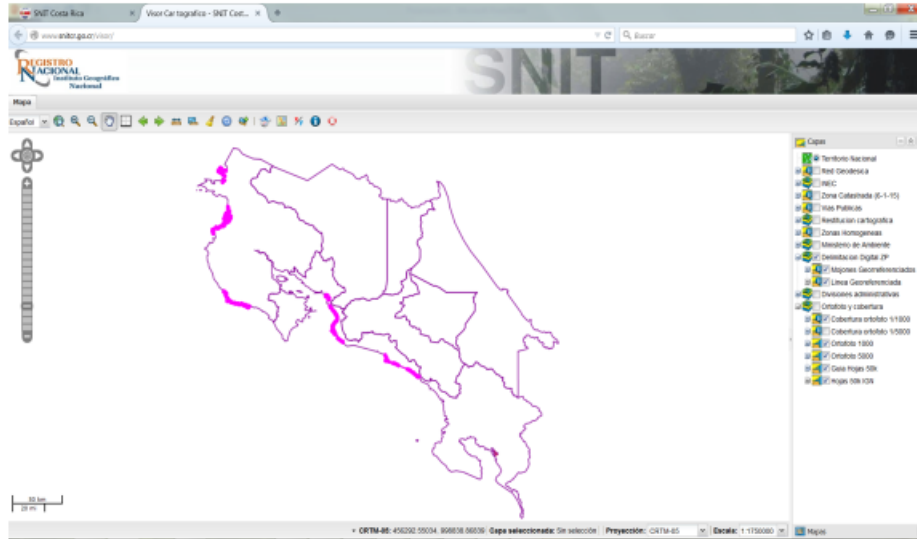 SNIT Costa Rica
Visor Cartografico - SNIT Cost...
www.snitcr.go.cr/visor/
Buscar
REGISTRO
NACIONAL
Instituto Geográfico
Nacional
SNIT
Mapa
Español
Capas
Territorio Nacional
Red Geodesica
INEC
Zona Catastrada (6-1-15)
Vias Publicas
Restitucion cartografica
Zonas Homogeneas
Ministerio de Ambiente
Delimitacion Digital ZP
Mojones Georreferenciados
Linea Georeferenciada
Divisiones administrativas
Ortofoto y cobertura
Cobertura ortofoto 1/1000
Cobertura ortofoto 1/5000
Ortofoto 1000
Ortofoto 5000
Guia Hojas 50k
Hojas 50k IGN
20 mi
CRTM-05: Capa seleccionada: Sin selección Proyección: CRTM-05 Escala: 1:1750000
Mapas